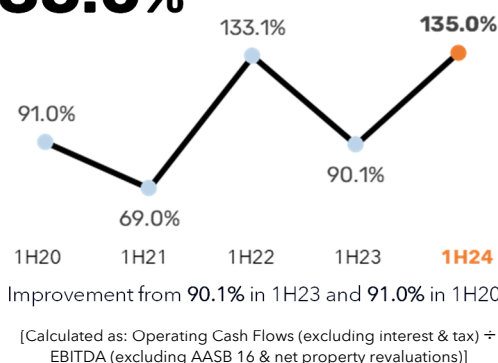 133.1%
135.0%
91.0%
90.1%
69.0%
1H20 1H21 1H22 1H23 1H24
Improvement from 90.1% in 1H23 and 91.0% in 1H20
[Calculated as: Operating Cash Flows (excluding interest & tax) ÷
EBITDA (excluding AASB 16 & net property revaluations)]